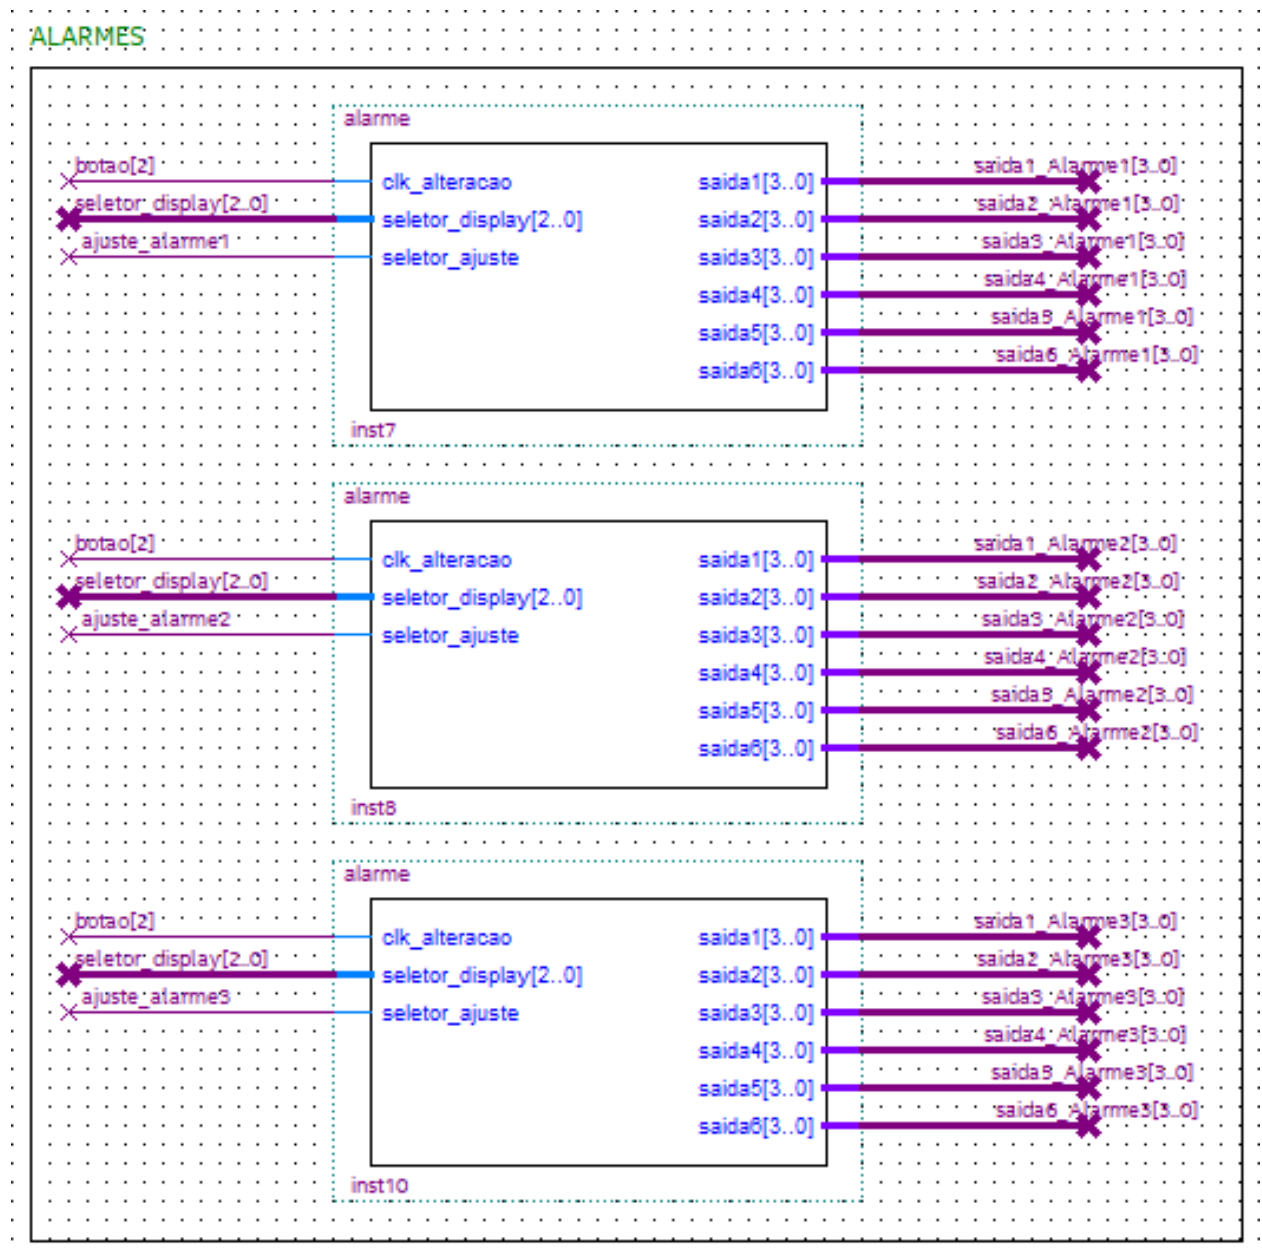 ALARMES
alarme
botao[2]
clk_alteracao
saida1[3..0]
saida1_Alarme1[3..0]
seletor_display[2..0]
seletor_display[2..0]
saida2[3..0]
saida2_Alarme1[3..0]
ajuste_alarme1
seletor_ajuste
saida3[3..0]
saida3_Alarme1[3..0]
saida4[3..0]
saida4_Alarme1[3..0]
saida5[3..0]
saida5_Alarme1[3..0]
saida6[3..0]
saida6_Alarme1[3..0]
inst7
alarme
botao[2]
clk_alteracao
saida1[3..0]
saida1_Alarme2[3..0]
seletor_display[2..0]
seletor_display[2..0]
saida2[3..0]
saida2_Alarme2[3..0]
ajuste_alarme2
seletor_ajuste
saida3[3..0]
saida3_Alarme2[3..0]
saida4[3..0]
saida4_Alarme2[3..0]
saida5[3..0]
saida5_Alarme2[3..0]
saida6[3..0]
saida6_Alarme2[3..0]
inst8
alarme
botao[2]
clk_alteracao
saida1[3..0]
saida1_Alarme3[3..0]
seletor_display[2..0]
seletor_display[2..0]
saida2[3..0]
saida2_Alarme3[3..0]
ajuste_alarme3
seletor_ajuste
saida3[3..0]
saida3_Alarme3[3..0]
saida4[3..0]
saida4_Alarme3[3..0]
saida5[3..0]
saida5_Alarme3[3..0]
saida6[3..0]
saida6_Alarme3[3..0]
inst10